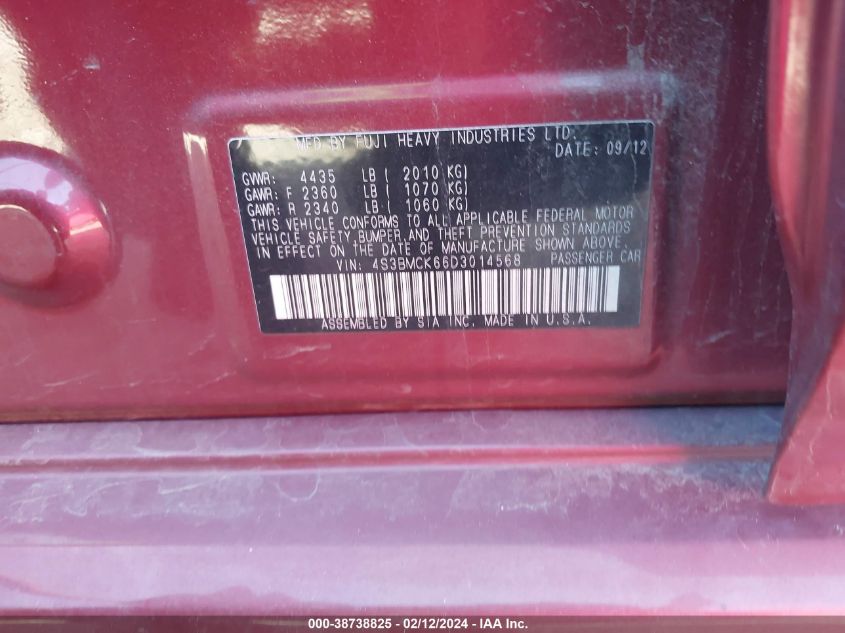 MFD BY FUJI HEAVY INDUSTRIES LTD.
DATE: 09/12
GVWR: 4435 LB ( 2010 KG)
GAWR: F 2360 LB ( 1070 KG)
GAWR: R 2340 LB ( 1060 KG)
THIS VEHICLE CONFORMS TO ALL APPLICABLE FEDERAL MOTOR
VEHICLE SAFETY, BUMPER AND THEFT PREVENTION STANDARDS
IN EFFECT ON THE DATE OF MANUFACTURE SHOWN ABOVE.
VIN: 4S3BMCK66D3014568 PASSENGER CAR
ASSEMBLED BY SIA INC. MADE IN U.S.A.
000-38738825 - 02/12/2024 - IAA Inc.